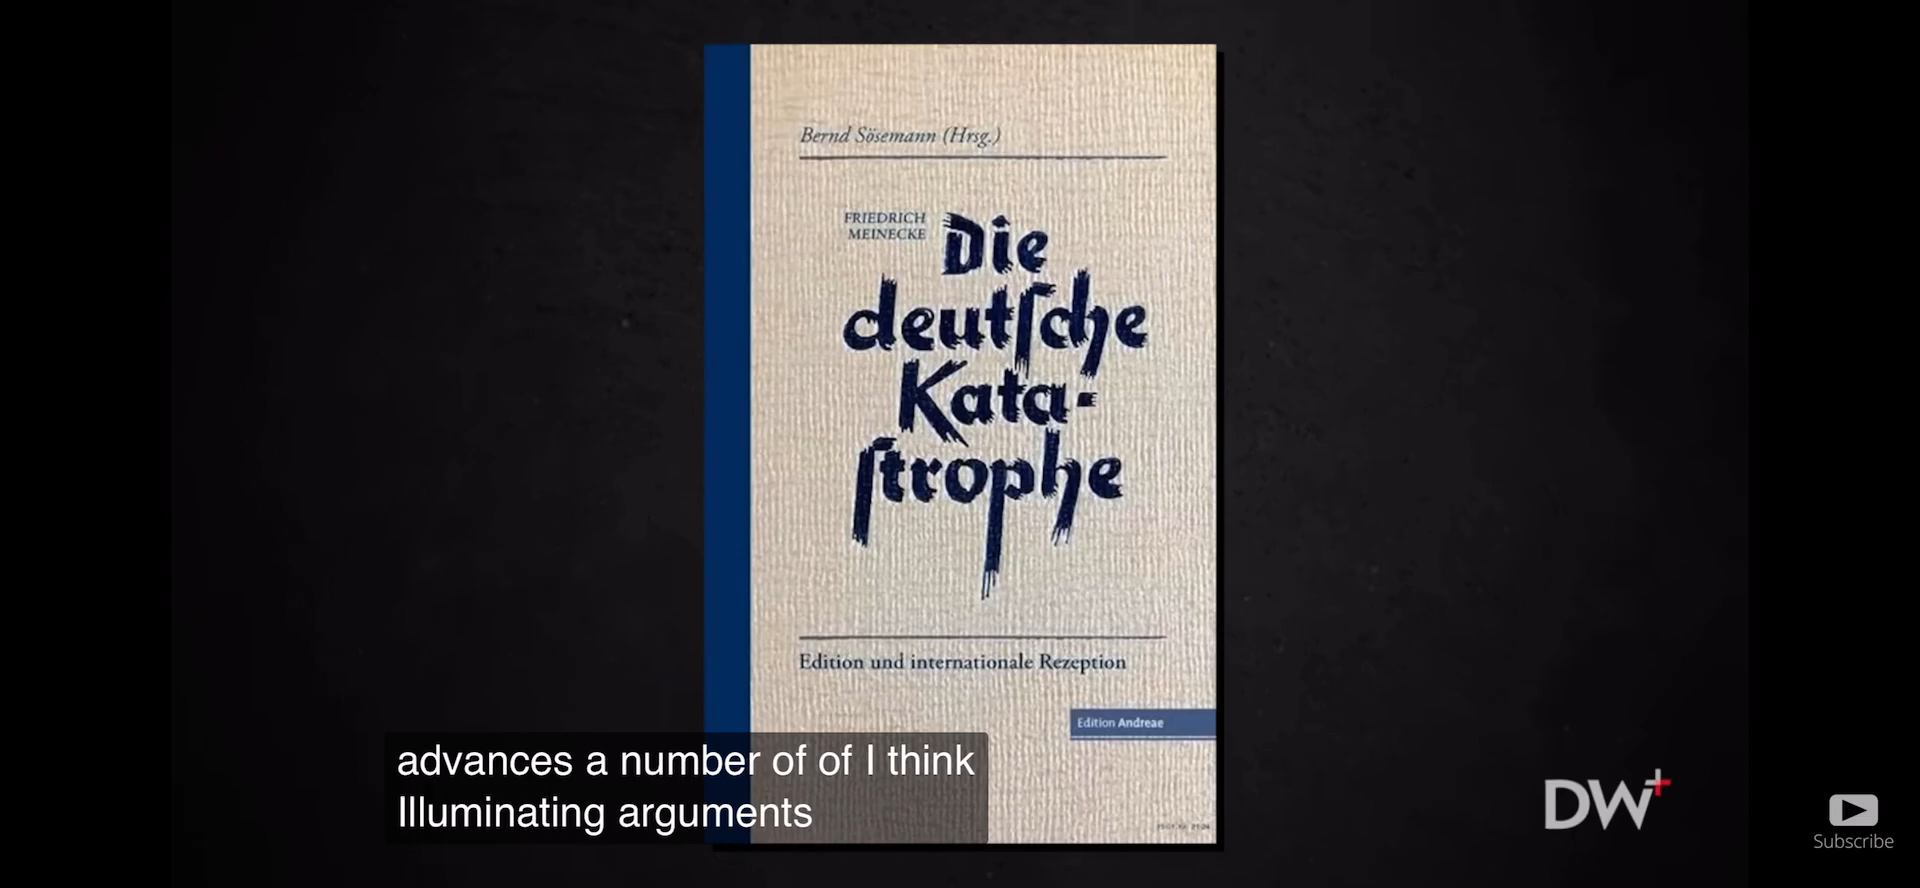 Bernd Sösemann (Hrsg.)
FRIEDRICH
MEINECKE
Die
deutſche
Kata-
ſtrophe
Edition und internationale Rezeption
Edition Andreae
advances a number of of I think
Illuminating arguments
DW+
Subscribe